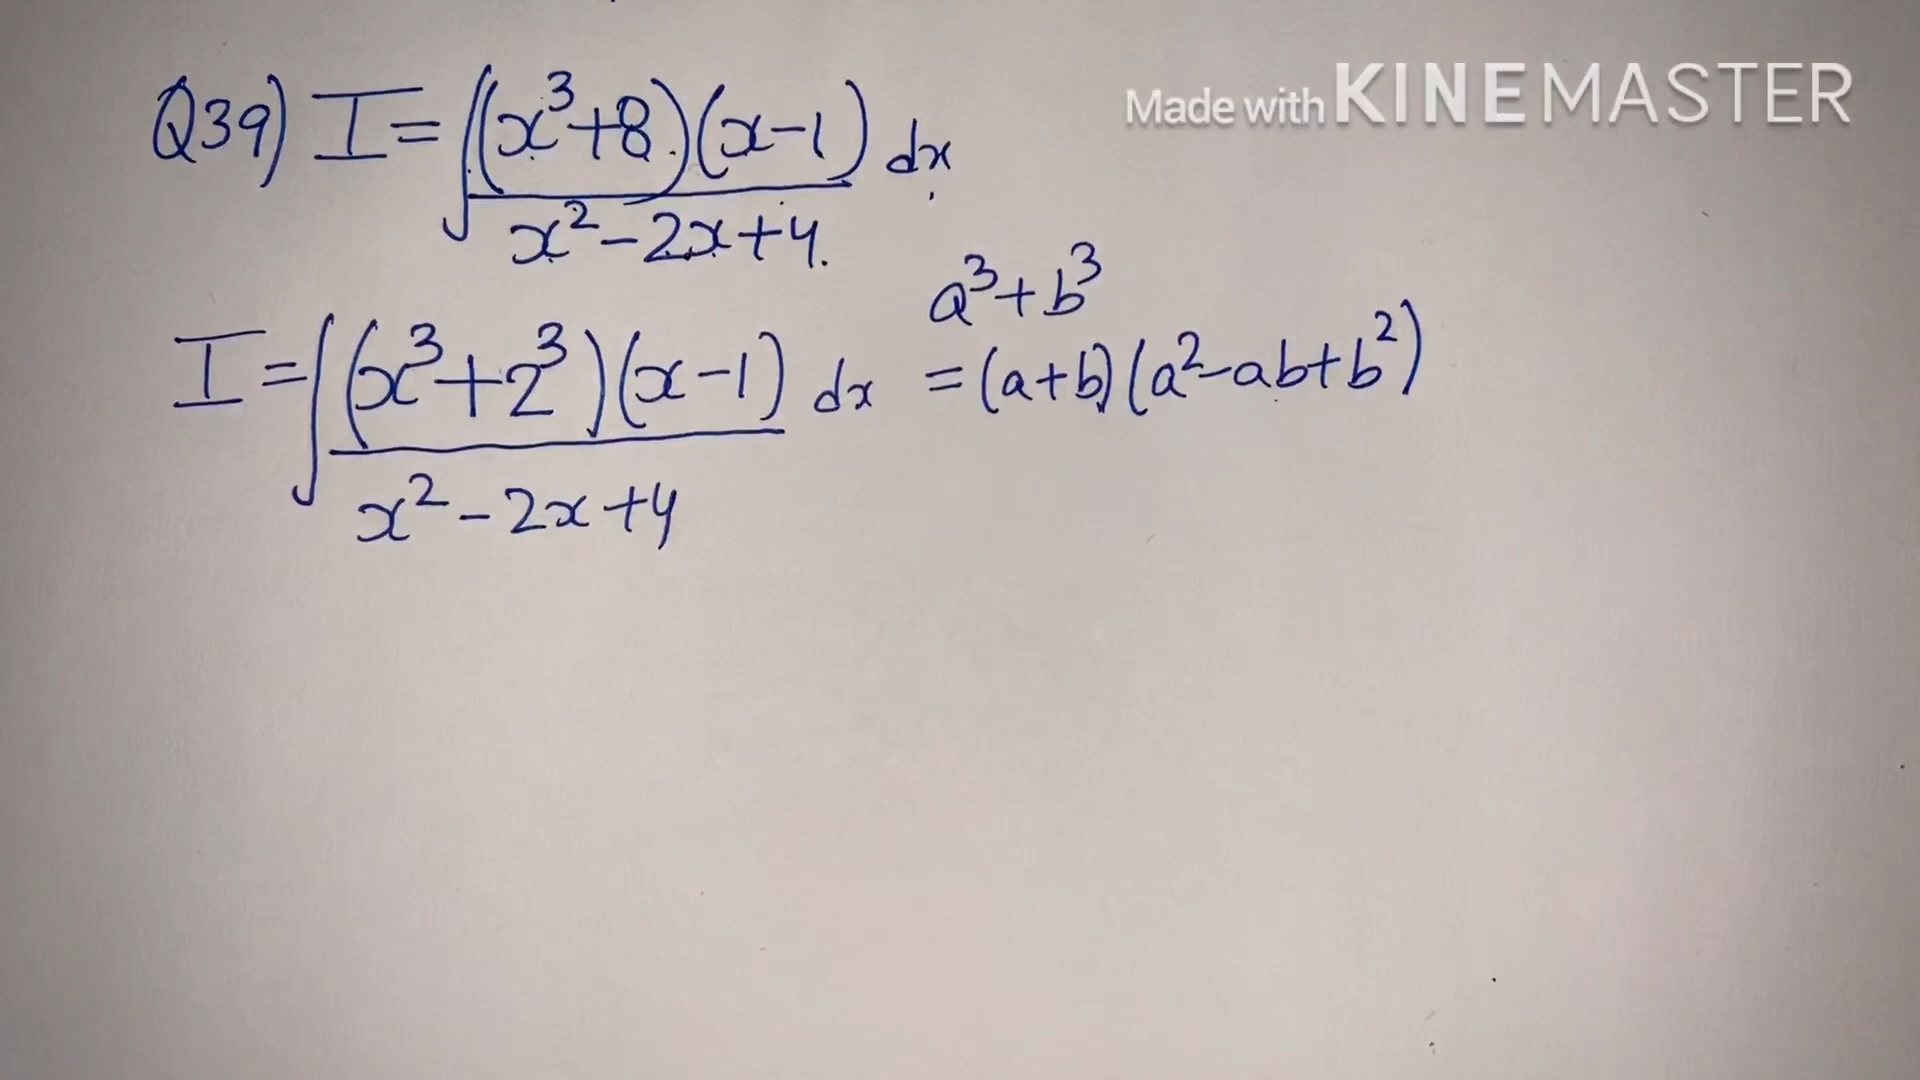 Made with KINEMASTER
Q39) I = ∫ (x³+8)(x-1) dx
x²-2x+4.
a³+b³
I = ∫ (x³+2³)(x-1) dx = (a+b)(a²-ab+b²)
x²-2x+4